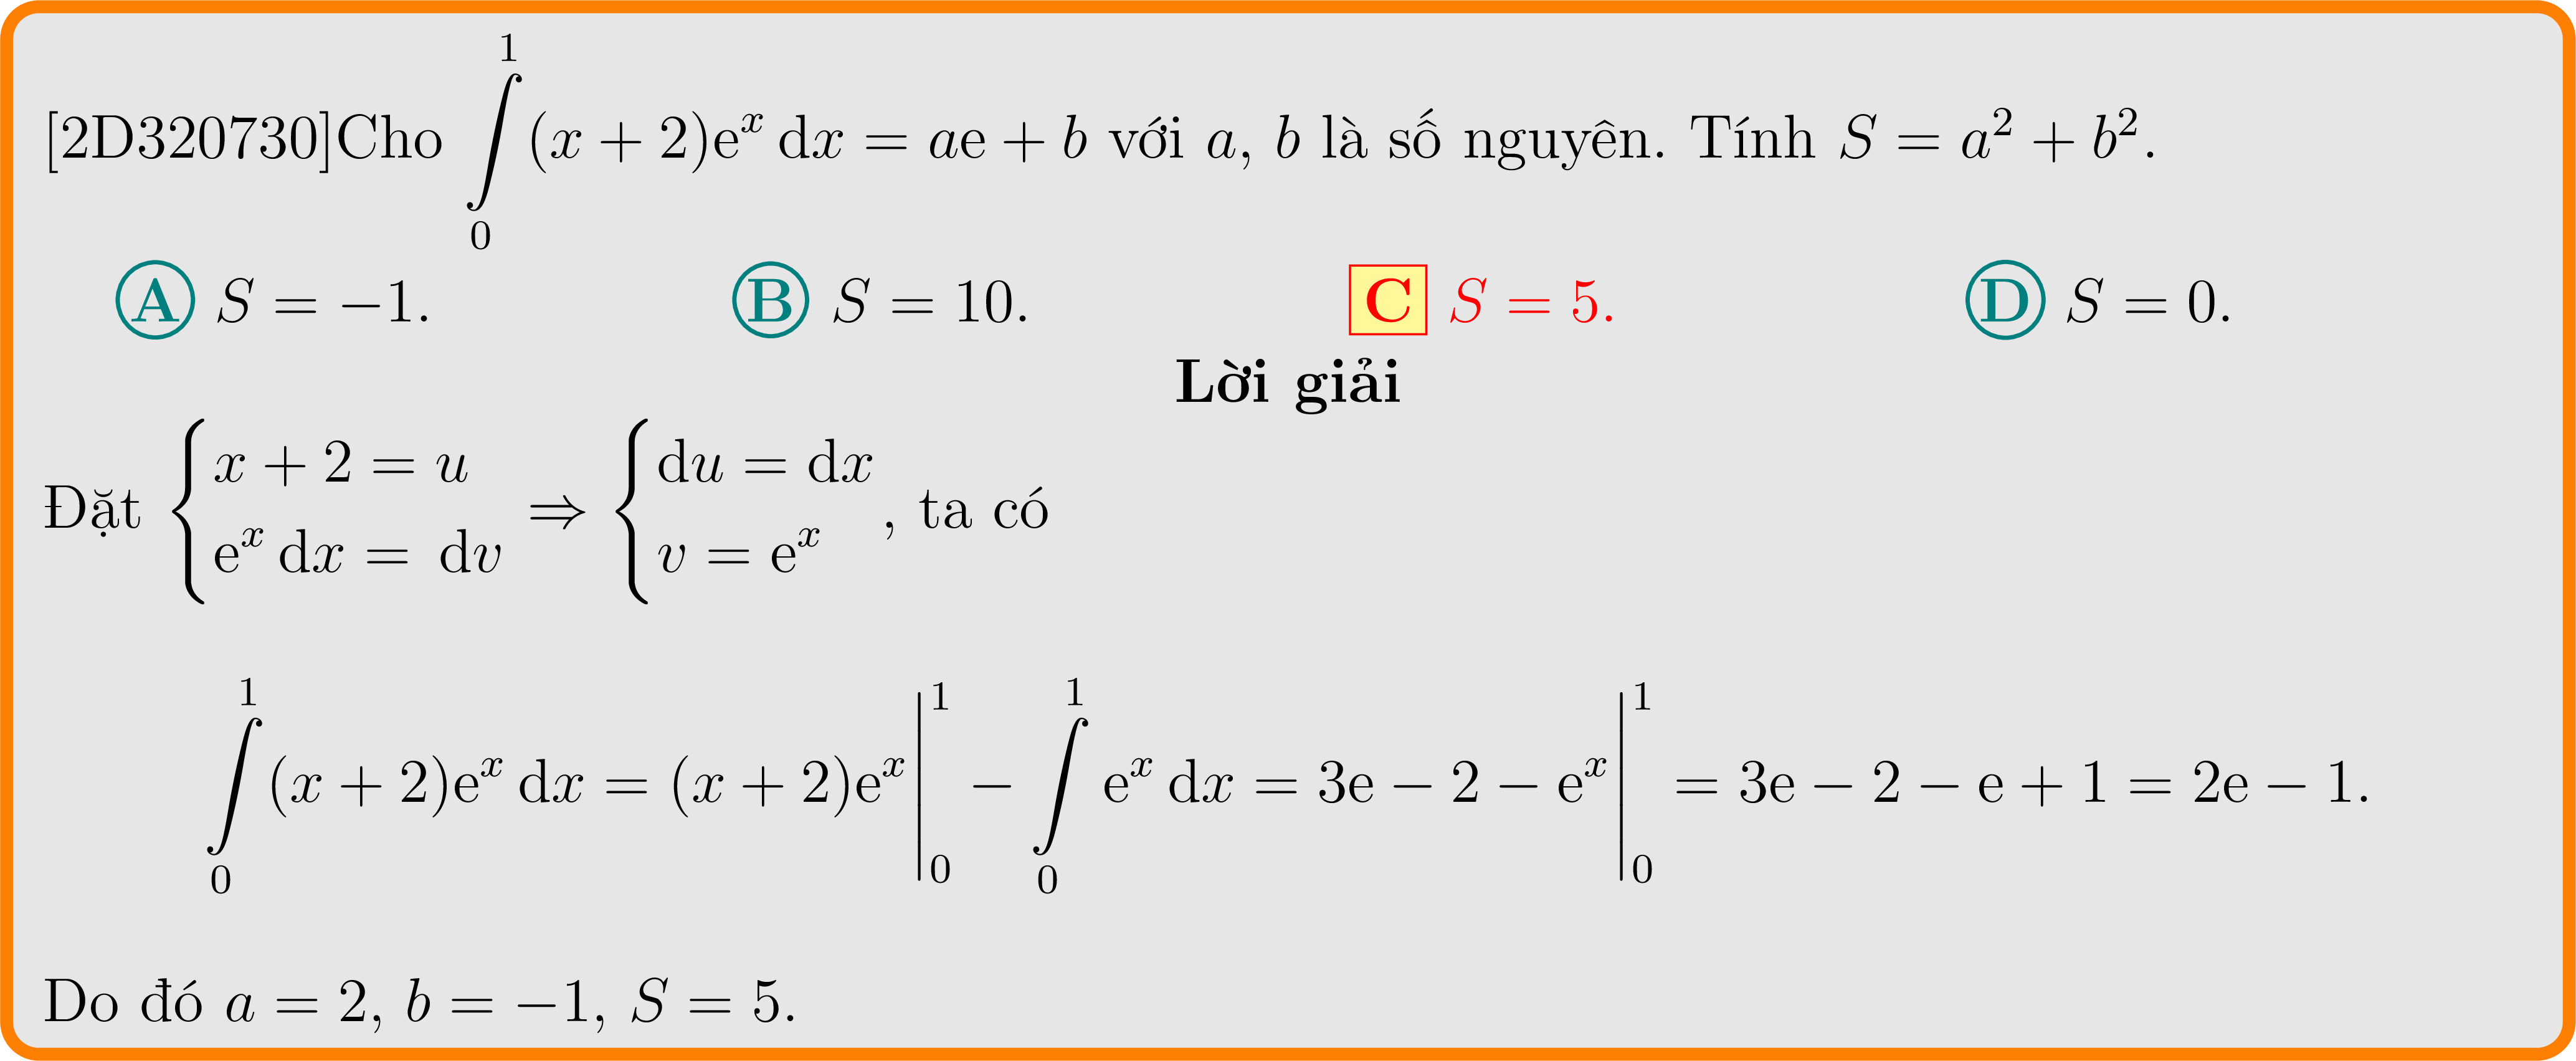 [2D320730]Cho $\int\limits_0^1 (x+2)\mathrm{e}^x \,\mathrm{d}x = a\mathrm{e} + b$ với $a$, $b$ là số nguyên. Tính $S = a^2 + b^2$.
Ⓐ $S = -1$. Ⓑ $S = 10$. C $S = 5$. Ⓓ $S = 0$.
Lời giải
Đặt $\begin{cases} x + 2 = u \\ \mathrm{e}^x \,\mathrm{d}x = \,\mathrm{d}v \end{cases} \Rightarrow \begin{cases} \mathrm{d}u = \mathrm{d}x \\ v = \mathrm{e}^x \end{cases}$, ta có
$\int\limits_0^1 (x+2)\mathrm{e}^x \,\mathrm{d}x = (x+2)\mathrm{e}^x \Big|_0^1 - \int\limits_0^1 \mathrm{e}^x \,\mathrm{d}x = 3\mathrm{e} - 2 - \mathrm{e}^x \Big|_0^1 = 3\mathrm{e} - 2 - \mathrm{e} + 1 = 2\mathrm{e} - 1.$
Do đó $a = 2$, $b = -1$, $S = 5$.